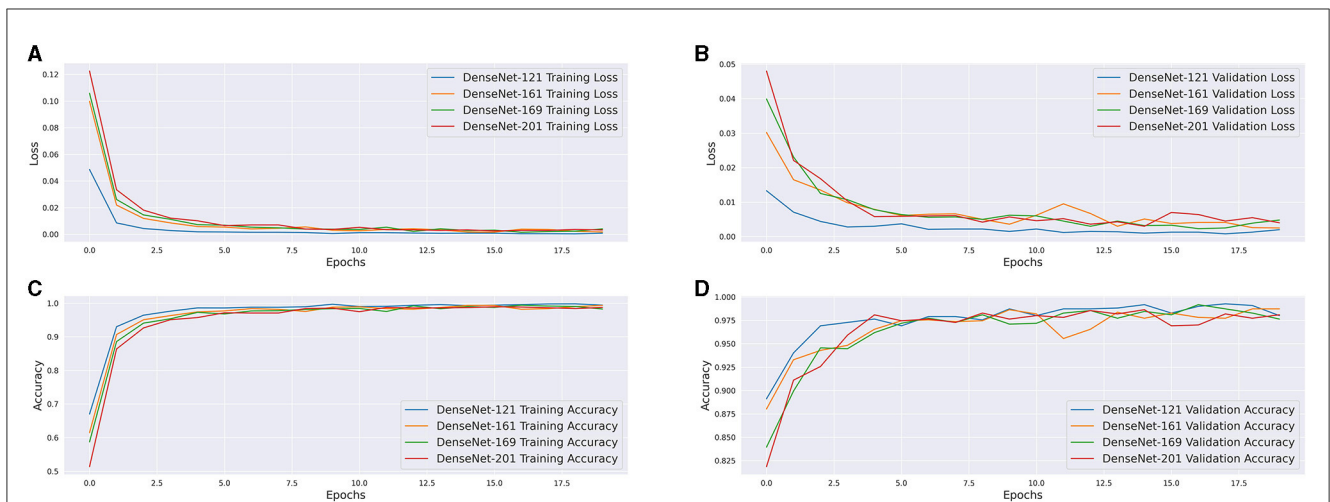 A
0.12
0.10
0.08
0.06
0.04
0.02
0.00
Loss
DenseNet-121 Training Loss
DenseNet-161 Training Loss
DenseNet-169 Training Loss
DenseNet-201 Training Loss
0.0 2.5 5.0 7.5 10.0 12.5 15.0 17.5
Epochs
B
0.05
0.04
0.03
0.02
0.01
0.00
Loss
DenseNet-121 Validation Loss
DenseNet-161 Validation Loss
DenseNet-169 Validation Loss
DenseNet-201 Validation Loss
0.0 2.5 5.0 7.5 10.0 12.5 15.0 17.5
Epochs
C
1.0
0.9
0.8
0.7
0.6
0.5
Accuracy
DenseNet-121 Training Accuracy
DenseNet-161 Training Accuracy
DenseNet-169 Training Accuracy
DenseNet-201 Training Accuracy
0.0 2.5 5.0 7.5 10.0 12.5 15.0 17.5
Epochs
D
1.000
0.975
0.950
0.925
0.900
0.875
0.850
0.825
Accuracy
DenseNet-121 Validation Accuracy
DenseNet-161 Validation Accuracy
DenseNet-169 Validation Accuracy
DenseNet-201 Validation Accuracy
0.0 2.5 5.0 7.5 10.0 12.5 15.0 17.5
Epochs